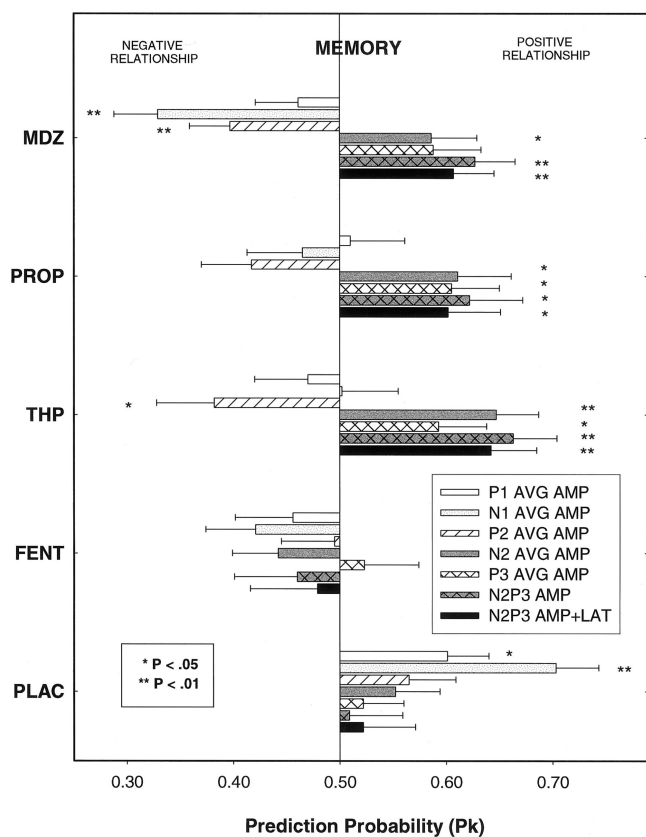 NEGATIVE
RELATIONSHIP
MEMORY
POSITIVE
RELATIONSHIP
**
**
MDZ
*
**
**
PROP
*
*
*
*
*
THP
**
*
**
**
P1 AVG AMP
N1 AVG AMP
P2 AVG AMP
N2 AVG AMP
P3 AVG AMP
N2P3 AMP
N2P3 AMP+LAT
FENT
* P < .05
** P < .01
PLAC
*
**
0.30
0.40
0.50
0.60
0.70
Prediction Probability (Pk)